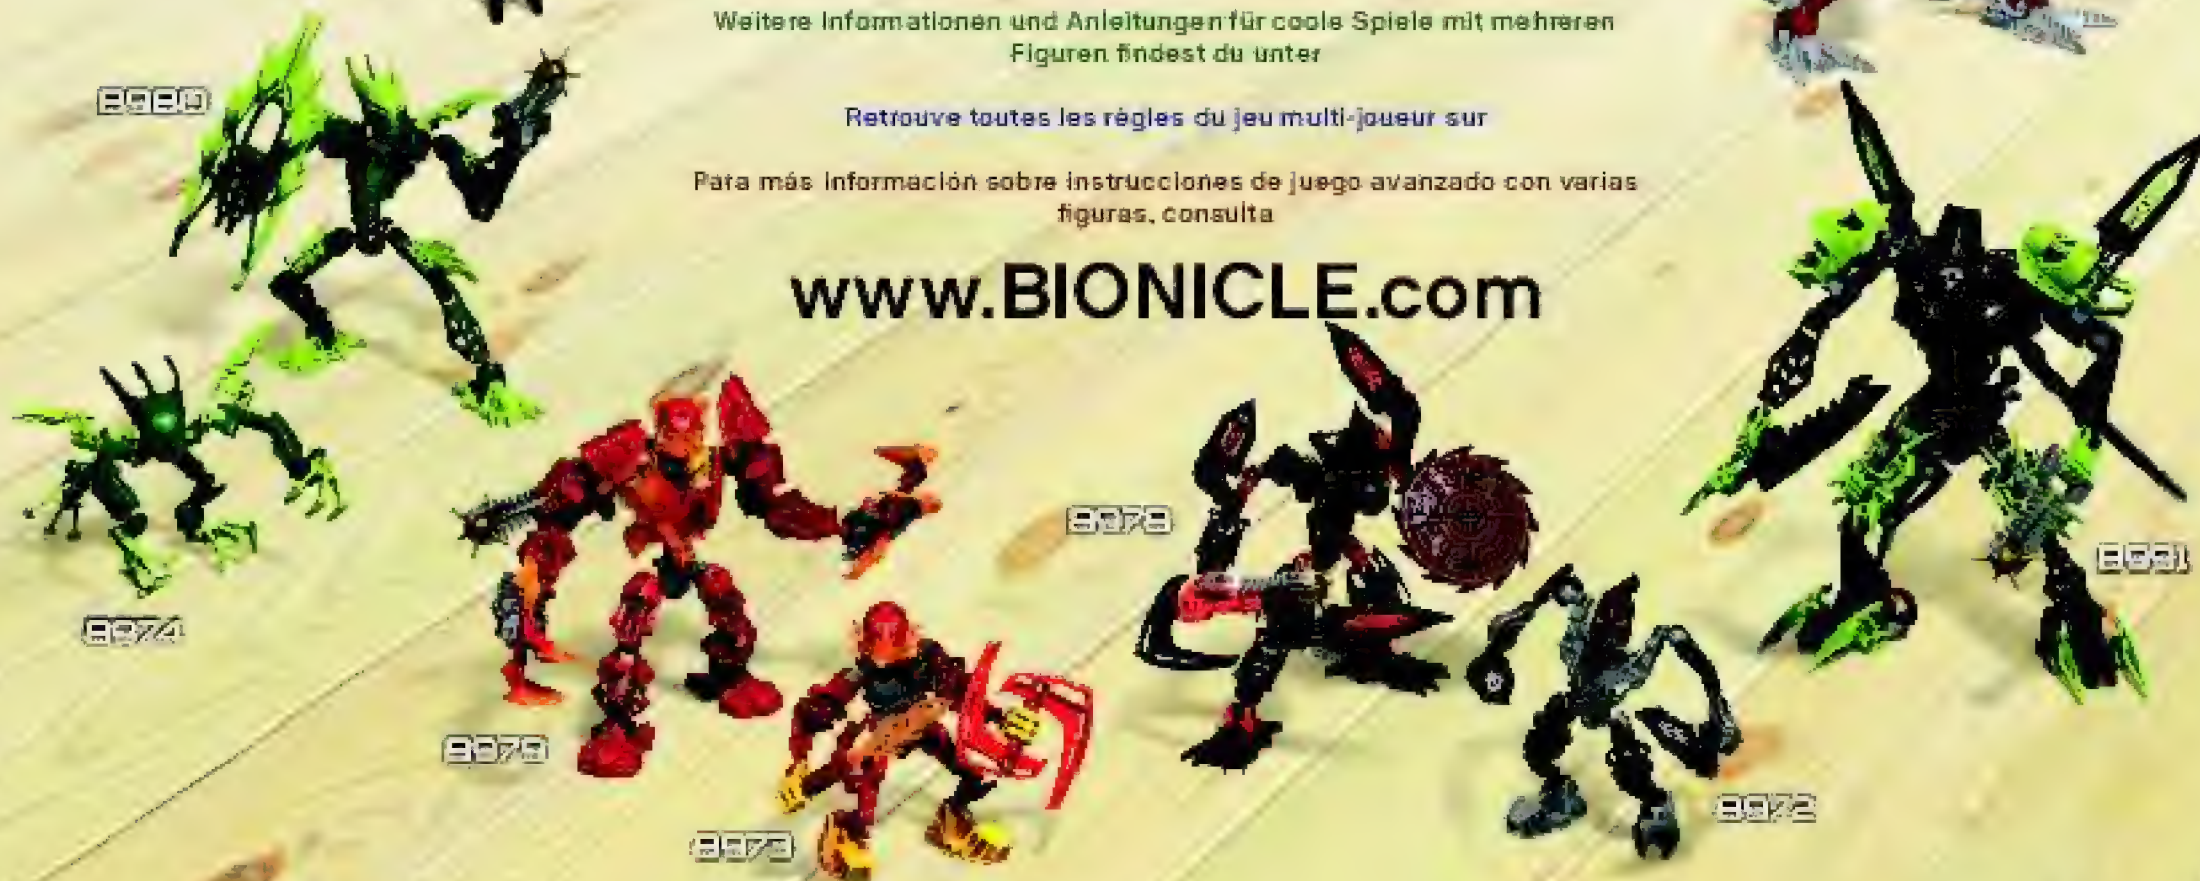 Weitere Informationen und Anleitungen für coole Spiele mit mehreren
Figuren findest du unter
8980
Retrouve toutes les règles du jeu multi-joueur sur
Para más información sobre instrucciones de juego avanzado con varias
figuras, consulta
www.BIONICLE.com
8978
8991
8974
8979
8972
8973